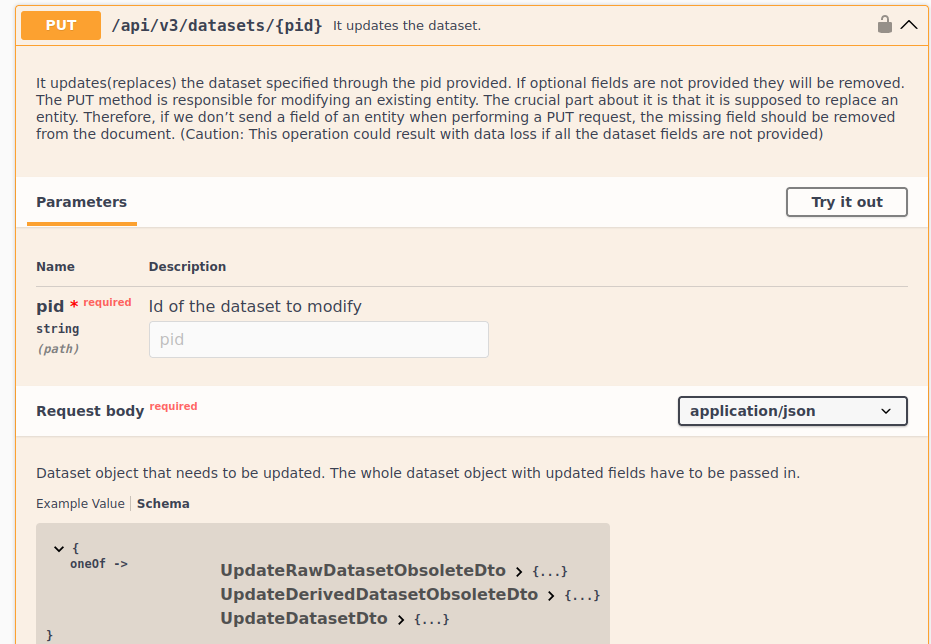 PUT /api/v3/datasets/{pid} It updates the dataset.
It updates(replaces) the dataset specified through the pid provided. If optional fields are not provided they will be removed.
The PUT method is responsible for modifying an existing entity. The crucial part about it is that it is supposed to replace an
entity. Therefore, if we don’t send a field of an entity when performing a PUT request, the missing field should be removed
from the document. (Caution: This operation could result with data loss if all the dataset fields are not provided)
Parameters Try it out
Name Description
pid * required Id of the dataset to modify
string
(path)
pid
Request body required application/json
Dataset object that needs to be updated. The whole dataset object with updated fields have to be passed in.
Example Value Schema
{
oneOf ->
UpdateRawDatasetObsoleteDto > {...}
UpdateDerivedDatasetObsoleteDto > {...}
UpdateDatasetDto > {...}
}